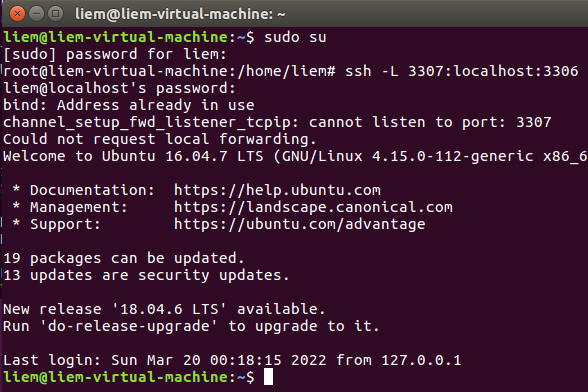 liem@liem-virtual-machine: ~
liem@liem-virtual-machine:~$ sudo su
[sudo] password for liem:
root@liem-virtual-machine:/home/liem# ssh -L 3307:localhost:3306
liem@localhost's password:
bind: Address already in use
channel_setup_fwd_listener_tcpip: cannot listen to port: 3307
Could not request local forwarding.
Welcome to Ubuntu 16.04.7 LTS (GNU/Linux 4.15.0-112-generic x86_6
* Documentation:  https://help.ubuntu.com
* Management:     https://landscape.canonical.com
* Support:        https://ubuntu.com/advantage
19 packages can be updated.
13 updates are security updates.
New release '18.04.6 LTS' available.
Run 'do-release-upgrade' to upgrade to it.
Last login: Sun Mar 20 00:18:15 2022 from 127.0.0.1
liem@liem-virtual-machine:~$